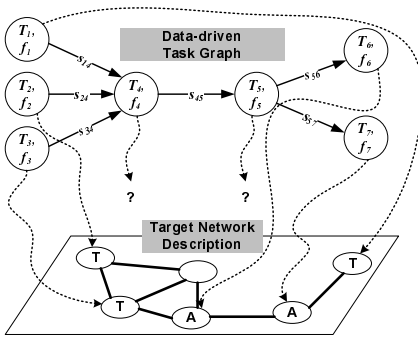 T1,
f1
Data-driven
Task Graph
T6,
f6
s14
s56
T2,
f2
s24
T4,
f4
s45
T5,
f5
s34
s57
T3,
f3
T7,
f7
?
?
Target Network
Description
T
T
T
A
A